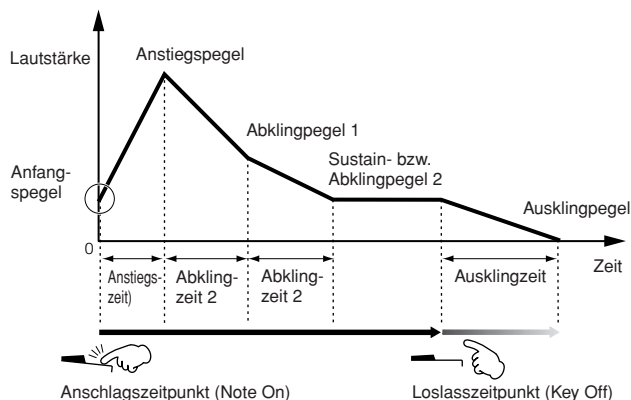 Lautstärke
Anstiegspegel
Abklingpegel 1
Sustain- bzw.
Abklingpegel 2
Anfang-
spegel
Ausklingpegel
0
Zeit
Anstiegs-
zeit)
Abkling-
zeit 2
Abkling-
zeit 2
Ausklingzeit
Anschlagszeitpunkt (Note On)
Loslasszeitpunkt (Key Off)